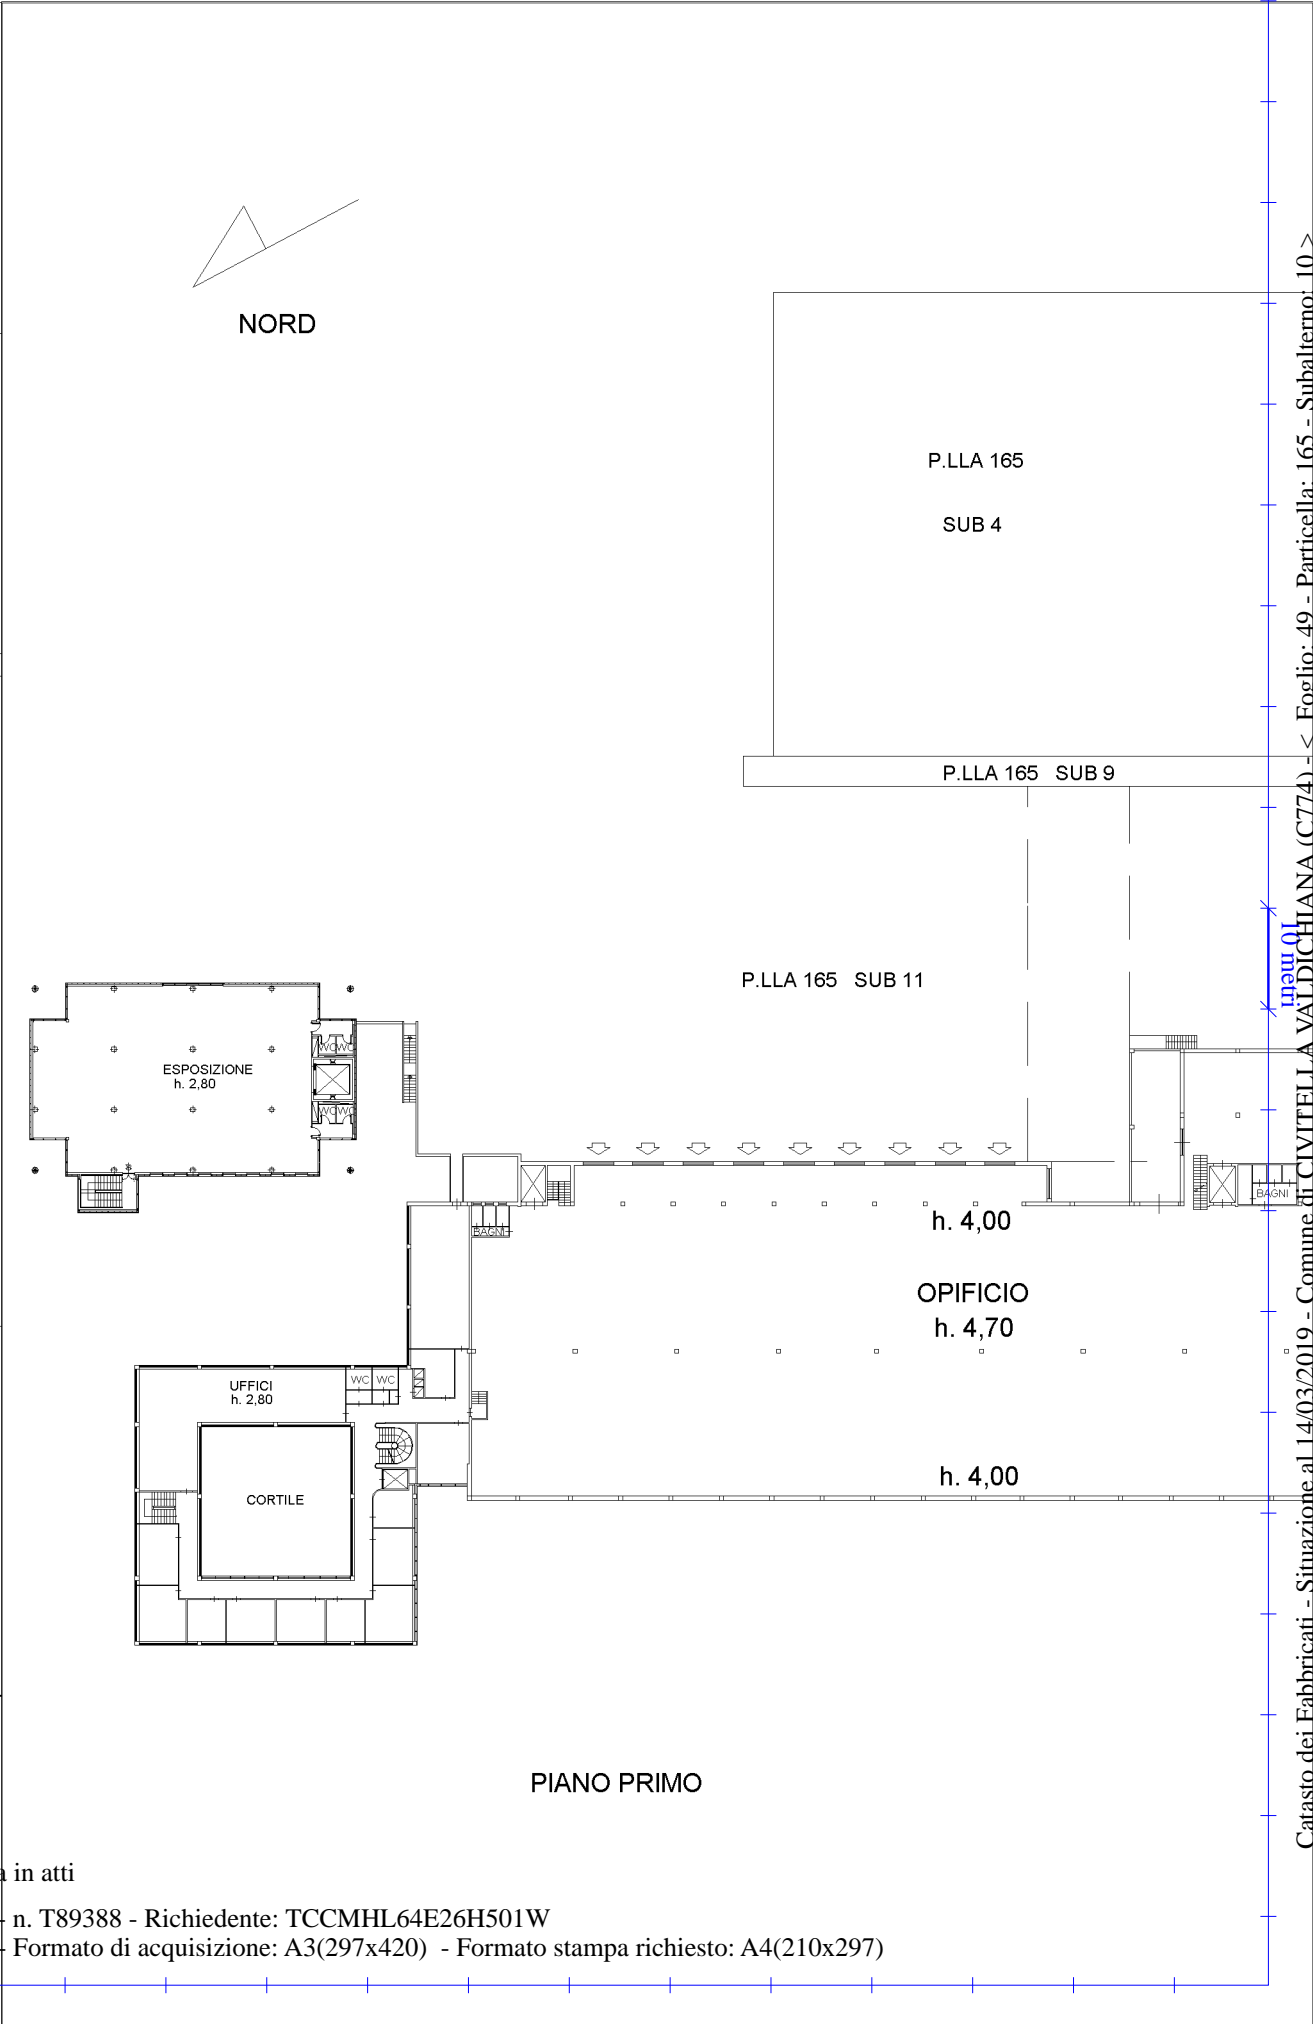 NORD
P.LLA 165
SUB 4
P.LLA 165 SUB 9
P.LLA 165 SUB 11
ESPOSIZIONE
h. 2,80
WC WC
WC WC
BAGNI
BAGNI
h. 4,00
OPIFICIO
h. 4,70
UFFICI
h. 2,80
WC WC
CORTILE
h. 4,00
PIANO PRIMO
10 metri
Catasto dei Fabbricati - Situazione al 14/03/2019 - Comune di CIVITELLA VALDICHIANA (C774) - < Foglio: 49 - Particella: 165 - Subalterno: 10 >
a in atti
- n. T89388 - Richiedente: TCCMHL64E26H501W
- Formato di acquisizione: A3(297x420) - Formato stampa richiesto: A4(210x297)